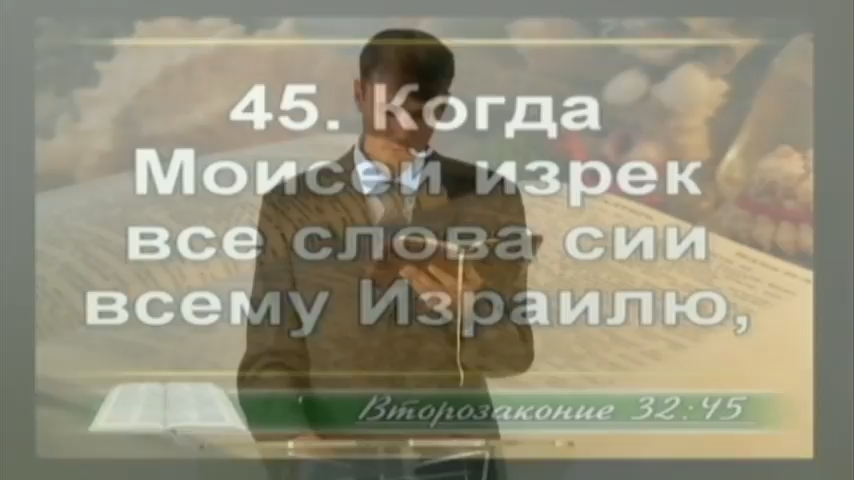 45. Когда
Моисей изрек
все слова сии
всему Израилю,
Второзаконие 32:45